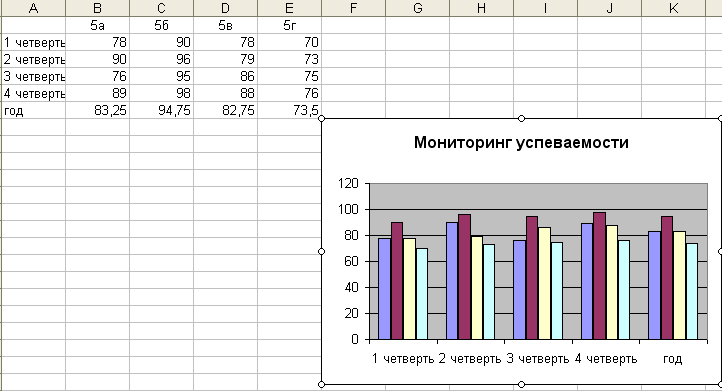 A B C D E F G H I J K
5а 5б 5в 5г
1 четверть 78 90 78 70
2 четверть 90 96 79 73
3 четверть 76 95 86 75
4 четверть 89 98 88 76
год 83,25 94,75 82,75 73,5
Мониторинг успеваемости
120
100
80
60
40
20
0
1 четверть 2 четверть 3 четверть 4 четверть год